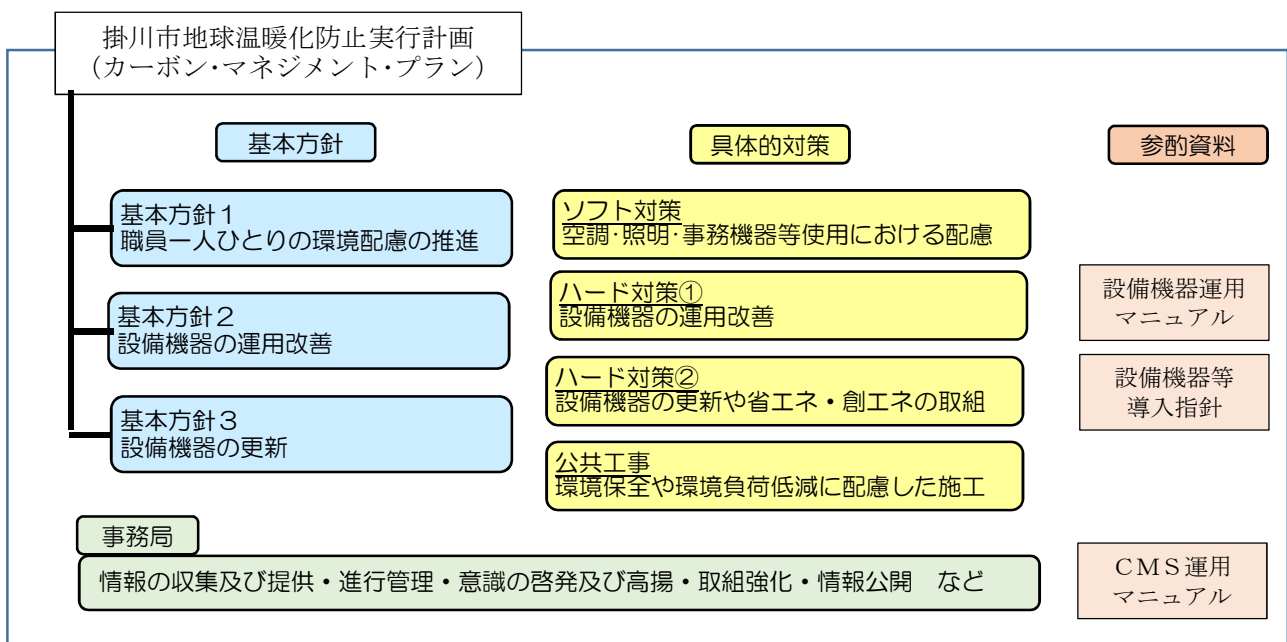 掛川市地球温暖化防止実行計画
（カーボン・マネジメント・プラン）
基本方針
具体的対策
参酌資料
基本方針１
職員一人ひとりの環境配慮の推進
基本方針２
設備機器の運用改善
基本方針３
設備機器の更新
ソフト対策
空調・照明・事務機器等使用における配慮
ハード対策①
設備機器の運用改善
ハード対策②
設備機器の更新や省エネ・創エネの取組
公共工事
環境保全や環境負荷低減に配慮した施工
設備機器運用
マニュアル
設備機器等
導入指針
事務局
情報の収集及び提供・進行管理・意識の啓発及び高揚・取組強化・情報公開　など
ＣＭＳ運用
マニュアル